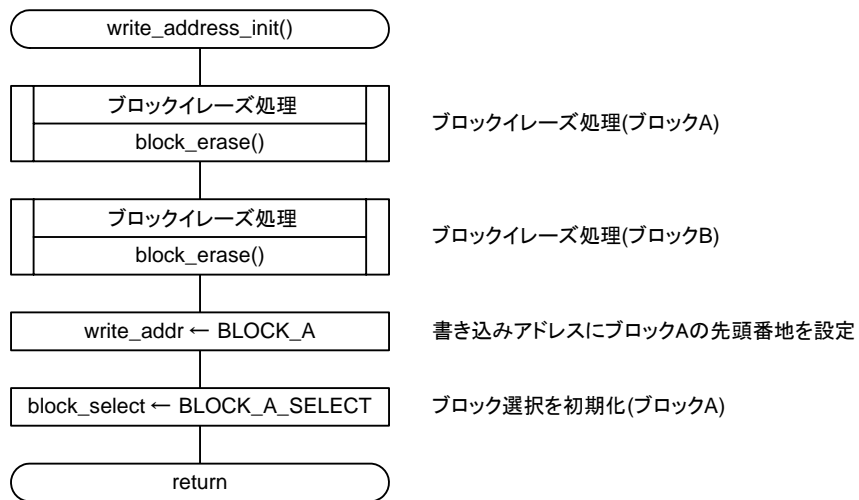 write_address_init()
ブロックイレーズ処理
block_erase()
ブロックイレーズ処理(ブロックA)
ブロックイレーズ処理
block_erase()
ブロックイレーズ処理(ブロックB)
write_addr ← BLOCK_A
書き込みアドレスにブロックAの先頭番地を設定
block_select ← BLOCK_A_SELECT
ブロック選択を初期化(ブロックA)
return